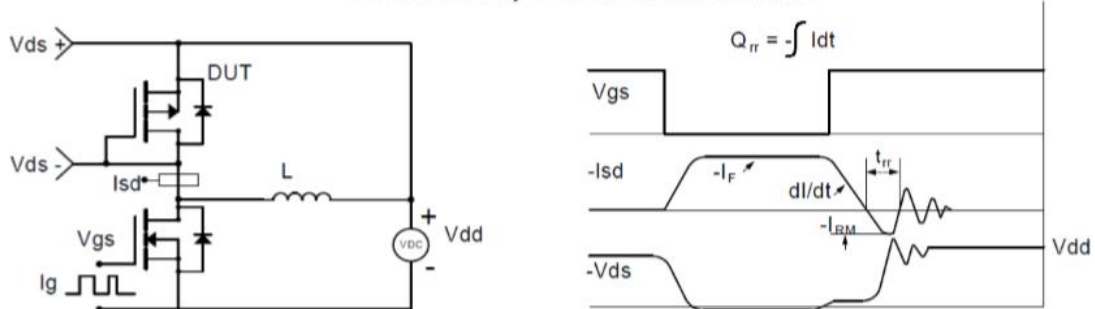 Vds +
DUT
Vds -
Isd
L
+
Vdd
Vgs
VDC
-
Ig
Qrr = -∫ Idt
Vgs
trr
-Isd
-IF
dI/dt
-IRM
Vdd
-Vds